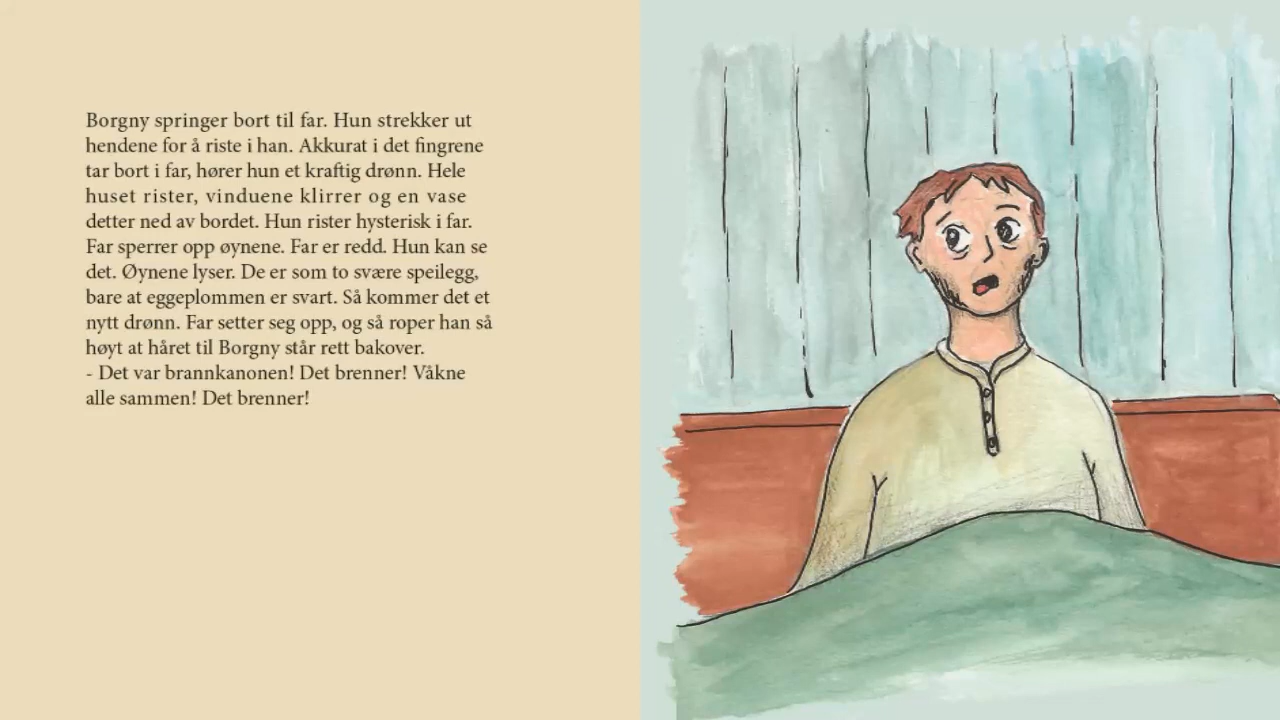 Borgny springer bort til far. Hun strekker ut
hendene for å riste i han. Akkurat i det fingrene
tar bort i far, hører hun et kraftig drønn. Hele
huset rister, vinduene klirrer og en vase
detter ned av bordet. Hun rister hysterisk i far.
Far sperrer opp øynene. Far er redd. Hun kan se
det. Øynene lyser. De er som to svære speilegg,
bare at eggeplommen er svart. Så kommer det et
nytt drønn. Far setter seg opp, og så roper han så
høyt at håret til Borgny står rett bakover.
- Det var brannkanonen! Det brenner! Våkne
alle sammen! Det brenner!